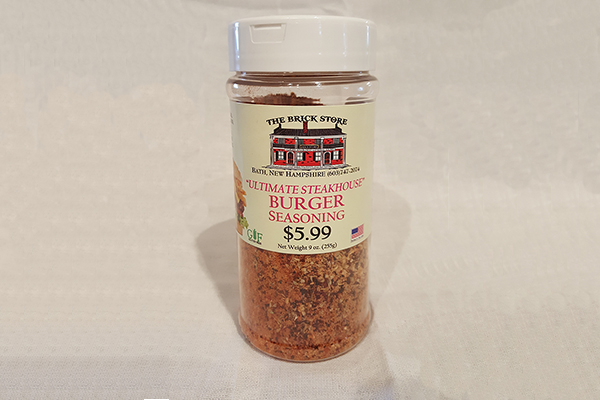 THE BRICK STORE
BATH, NEW HAMPSHIRE (603)747-2074
"ULTIMATE STEAKHOUSE"
BURGER
SEASONING
$5.99
GF
Net Weight 9 oz. (255g)